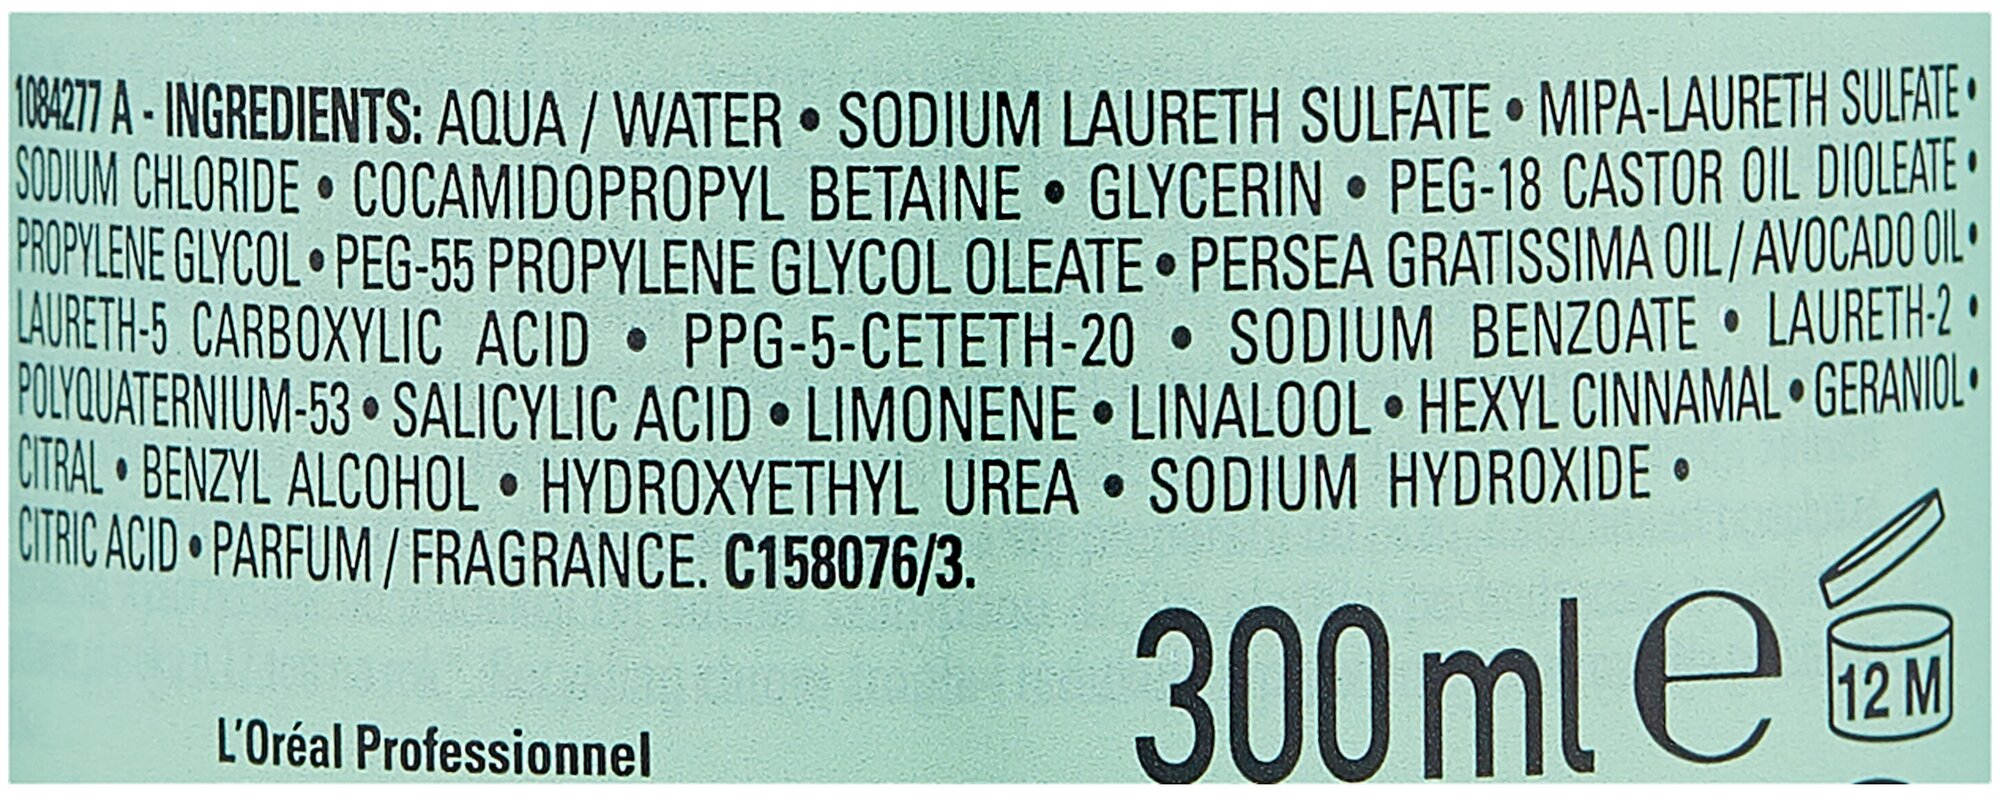 1084277 A - INGREDIENTS: AQUA / WATER • SODIUM LAURETH SULFATE • MIPA-LAURETH SULFATE •
SODIUM CHLORIDE • COCAMIDOPROPYL BETAINE • GLYCERIN • PEG-18 CASTOR OIL DIOLEATE •
PROPYLENE GLYCOL • PEG-55 PROPYLENE GLYCOL OLEATE • PERSEA GRATISSIMA OIL / AVOCADO OIL •
LAURETH-5 CARBOXYLIC ACID • PPG-5-CETETH-20 • SODIUM BENZOATE • LAURETH-2 •
POLYQUATERNIUM-53 • SALICYLIC ACID • LIMONENE • LINALOOL • HEXYL CINNAMAL • GERANIOL •
CITRAL • BENZYL ALCOHOL • HYDROXYETHYL UREA • SODIUM HYDROXIDE •
CITRIC ACID • PARFUM / FRAGRANCE. C158076/3.
300ml e
12 M
L'Oréal Professionnel